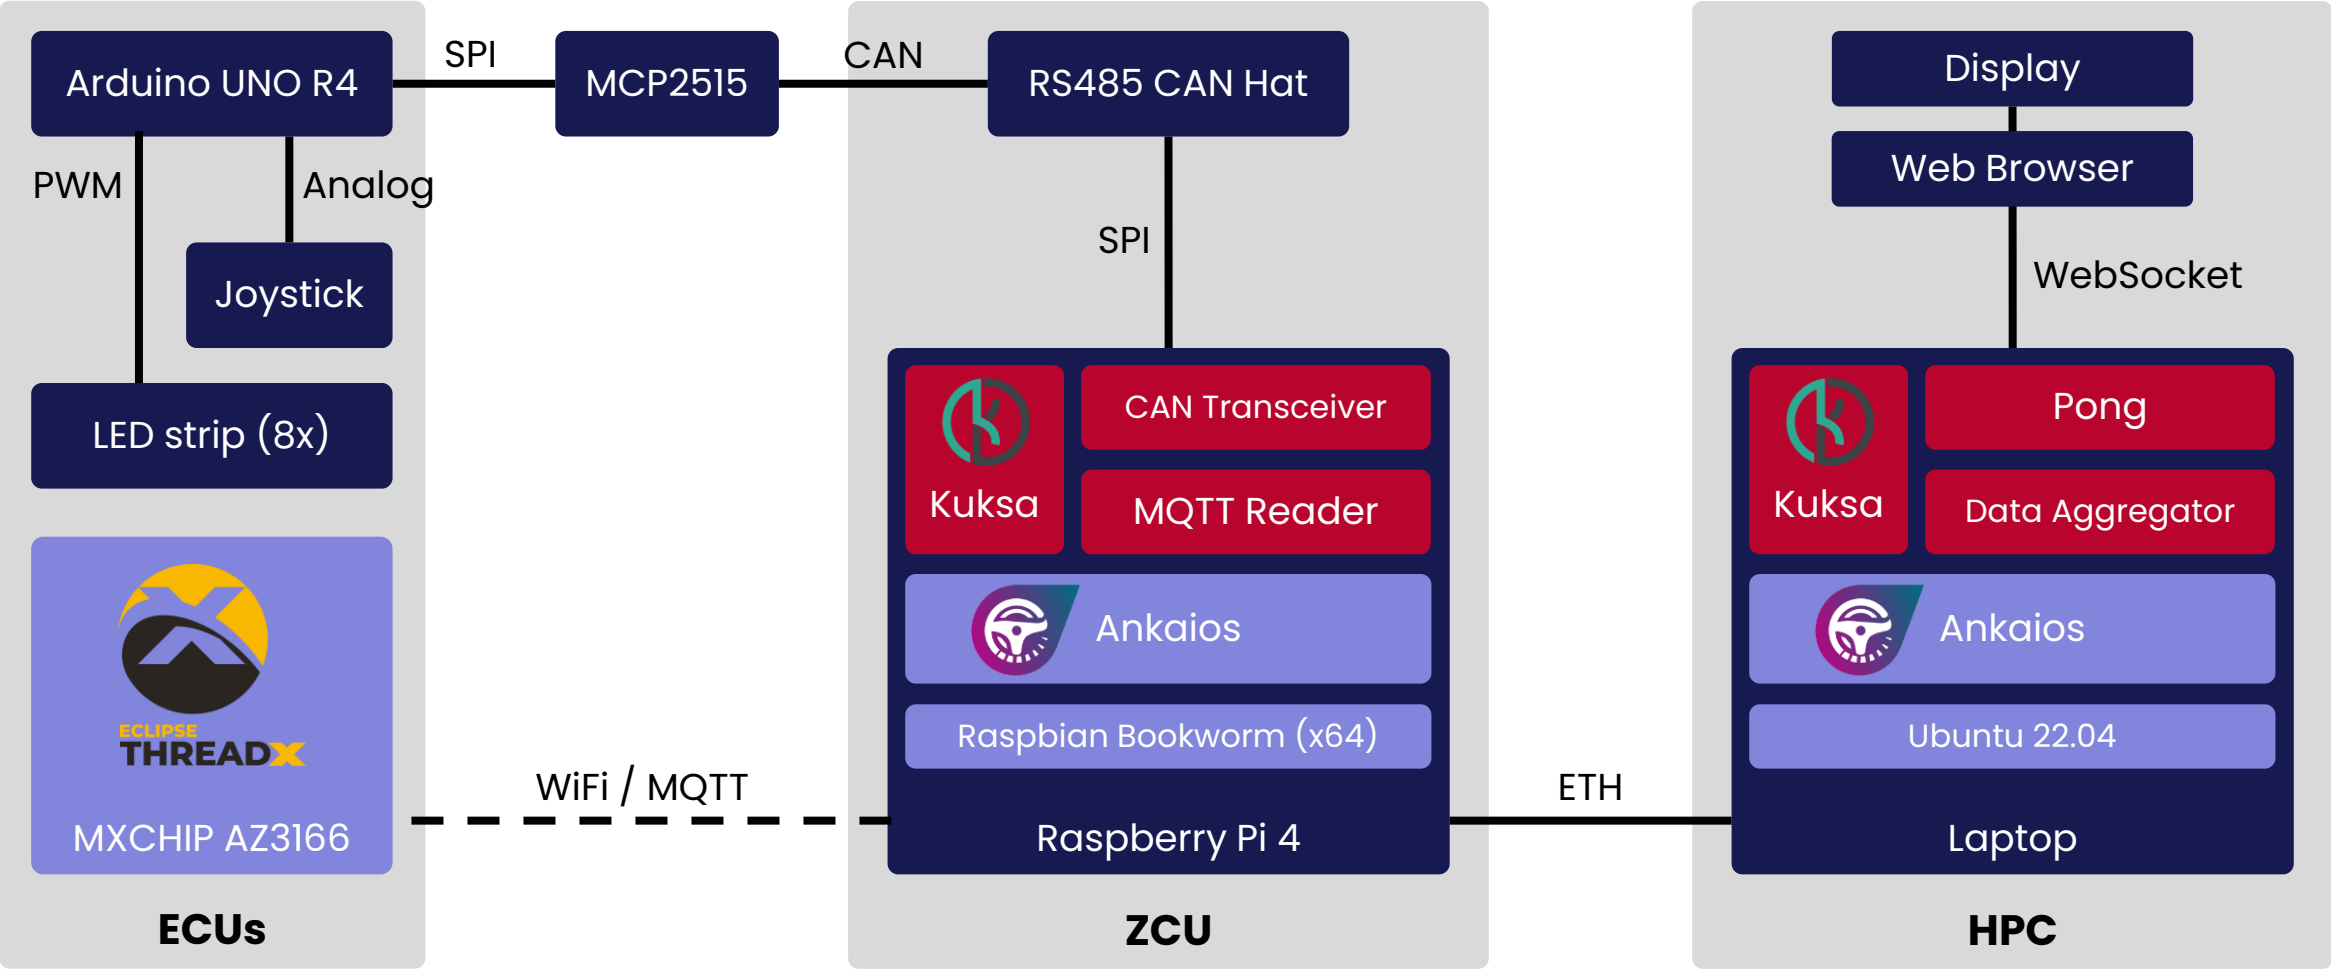 Arduino UNO R4
SPI
MCP2515
CAN
RS485 CAN Hat
PWM
Analog
Joystick
LED strip (8x)
ECLIPSE
THREADX
MXCHIP AZ3166
ECUs
WiFi / MQTT
SPI
Kuksa
CAN Transceiver
MQTT Reader
Ankaios
Raspbian Bookworm (x64)
Raspberry Pi 4
ZCU
ETH
Display
Web Browser
WebSocket
Kuksa
Pong
Data Aggregator
Ankaios
Ubuntu 22.04
Laptop
HPC